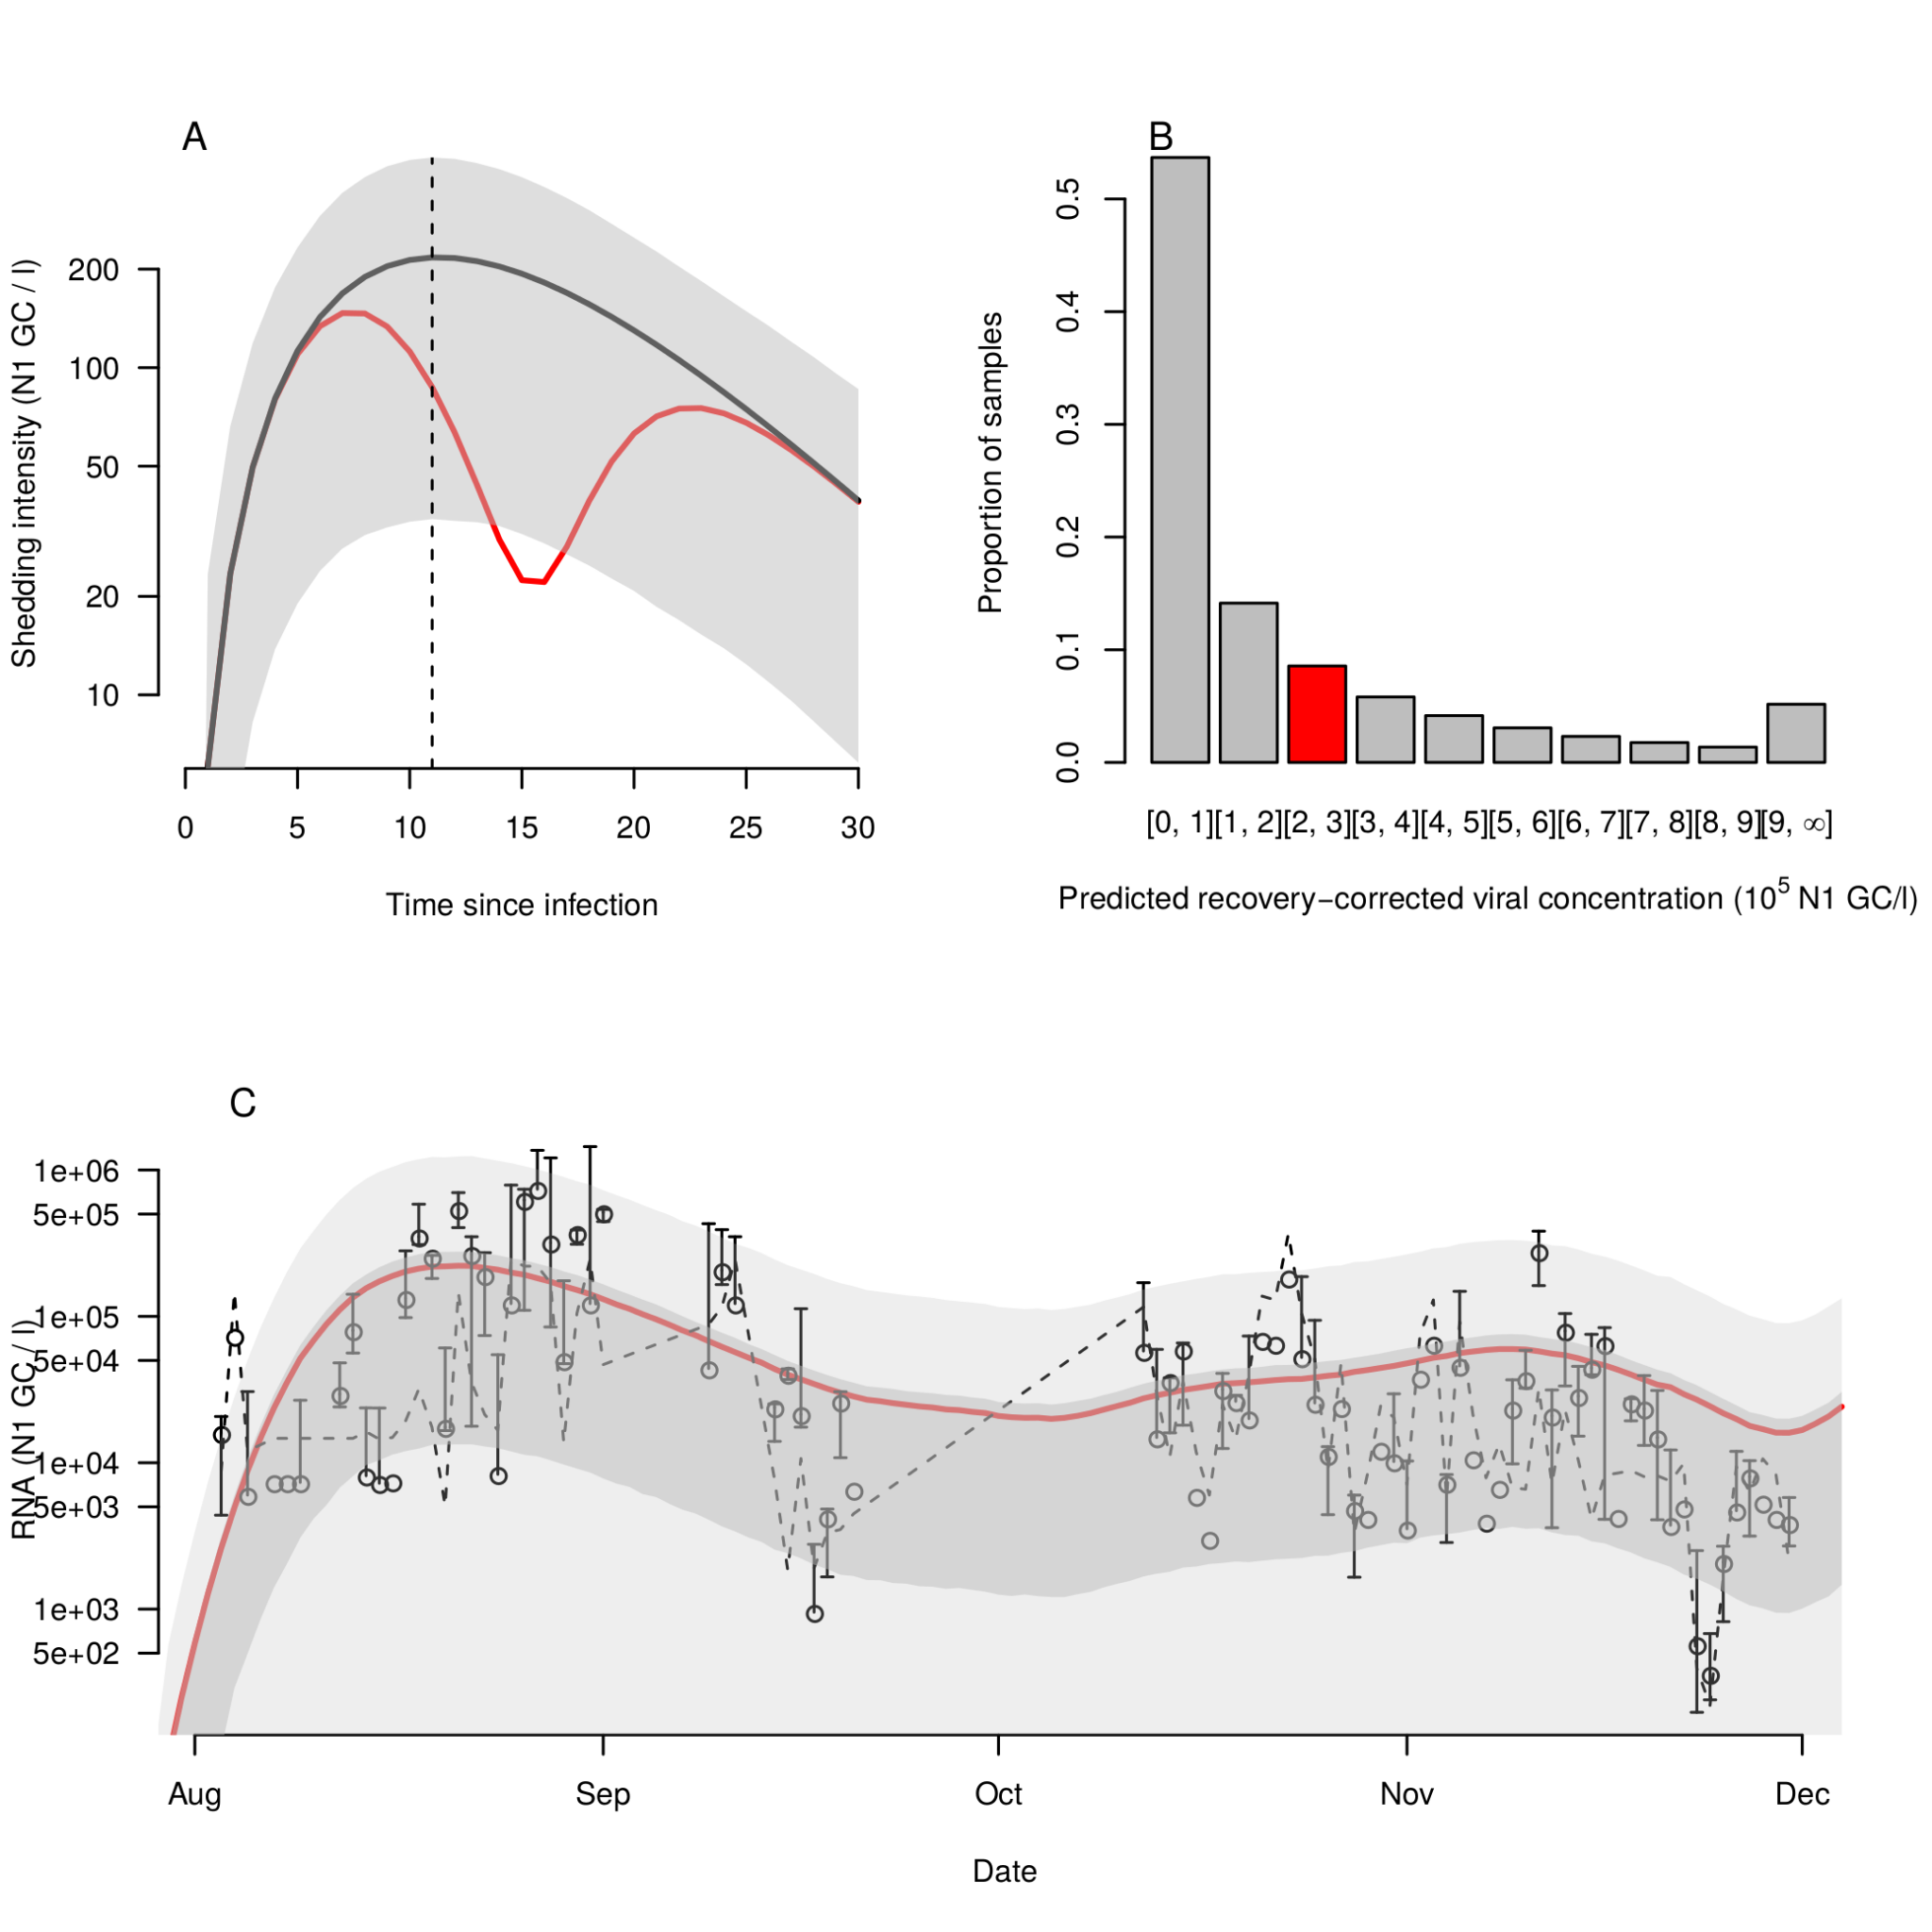 A
Shedding intensity (N1 GC / l)
200
100
50
20
10
0 5 10 15 20 25 30
Time since infection
B
Proportion of samples
0.5
0.4
0.3
0.2
0.1
0.0
[0, 1][1, 2][2, 3][3, 4][4, 5][5, 6][6, 7][7, 8][8, 9][9, ∞]
Predicted recovery−corrected viral concentration (10⁵ N1 GC/l)
C
RNA (N1 GC / l)
1e+06
5e+05
1e+05
5e+04
1e+04
5e+03
1e+03
5e+02
Aug Sep Oct Nov Dec
Date